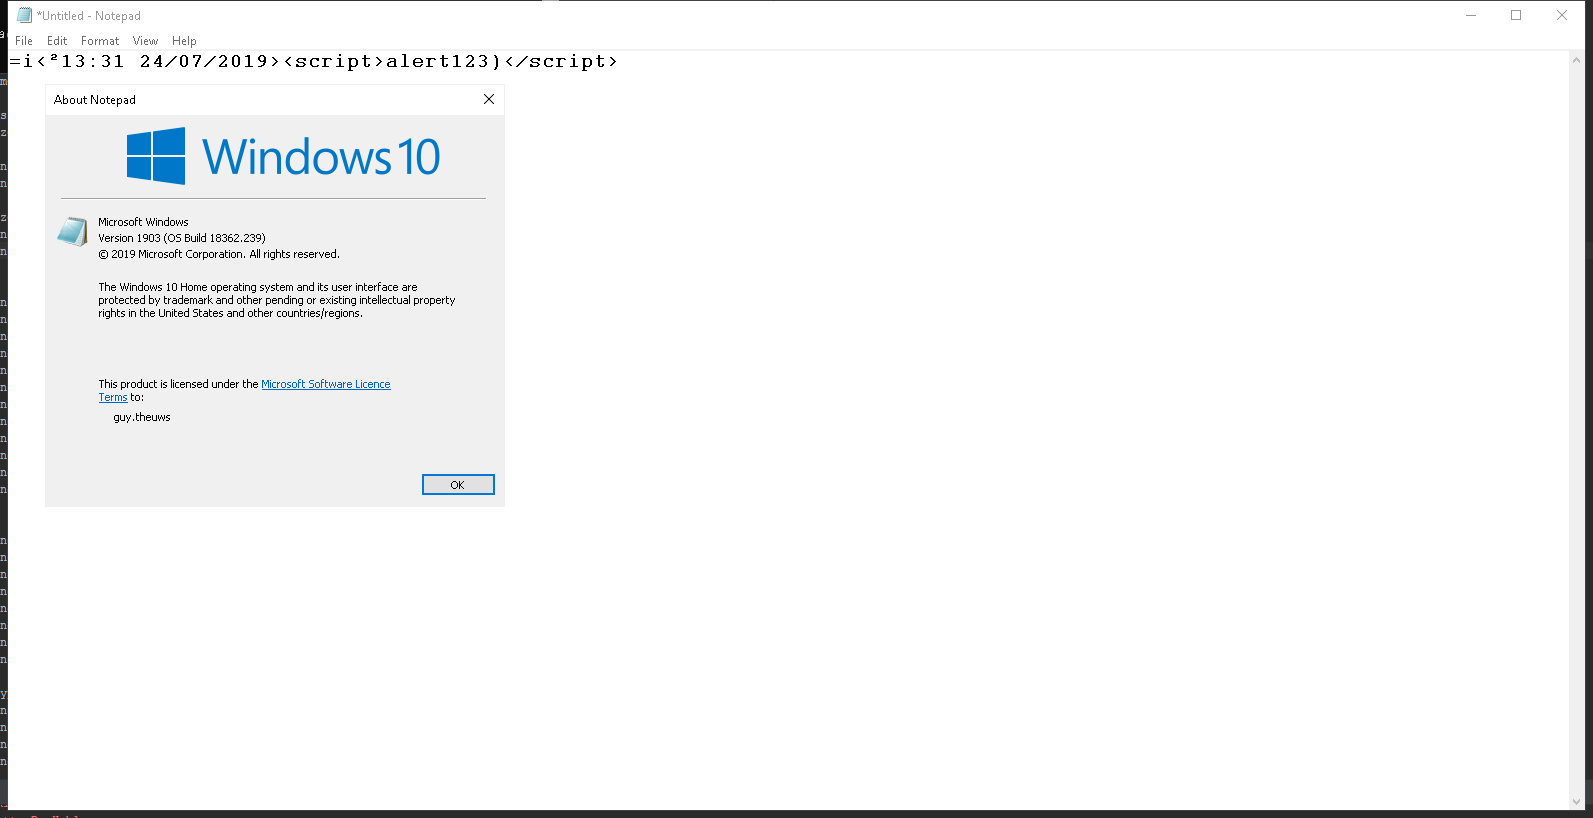 *Untitled - Notepad
File Edit Format View Help
=i<²13:31 24/07/2019><script>alert123)</script>
About Notepad
Windows 10
Microsoft Windows
Version 1903 (OS Build 18362.239)
© 2019 Microsoft Corporation. All rights reserved.
The Windows 10 Home operating system and its user interface are
protected by trademark and other pending or existing intellectual property
rights in the United States and other countries/regions.
This product is licensed under the Microsoft Software Licence
Terms to:
guy.theuws
OK